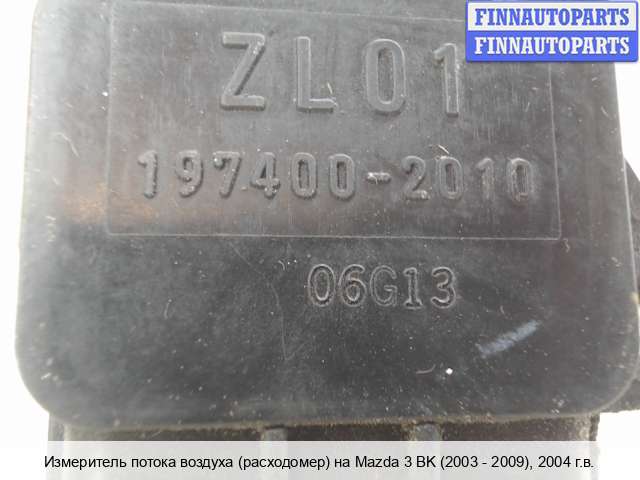 FINNAUTOPARTS
FINNAUTOPARTS
ZL01
197400-2010
06G13
Измеритель потока воздуха (расходомер) на Mazda 3 BK (2003 - 2009), 2004 г.в.